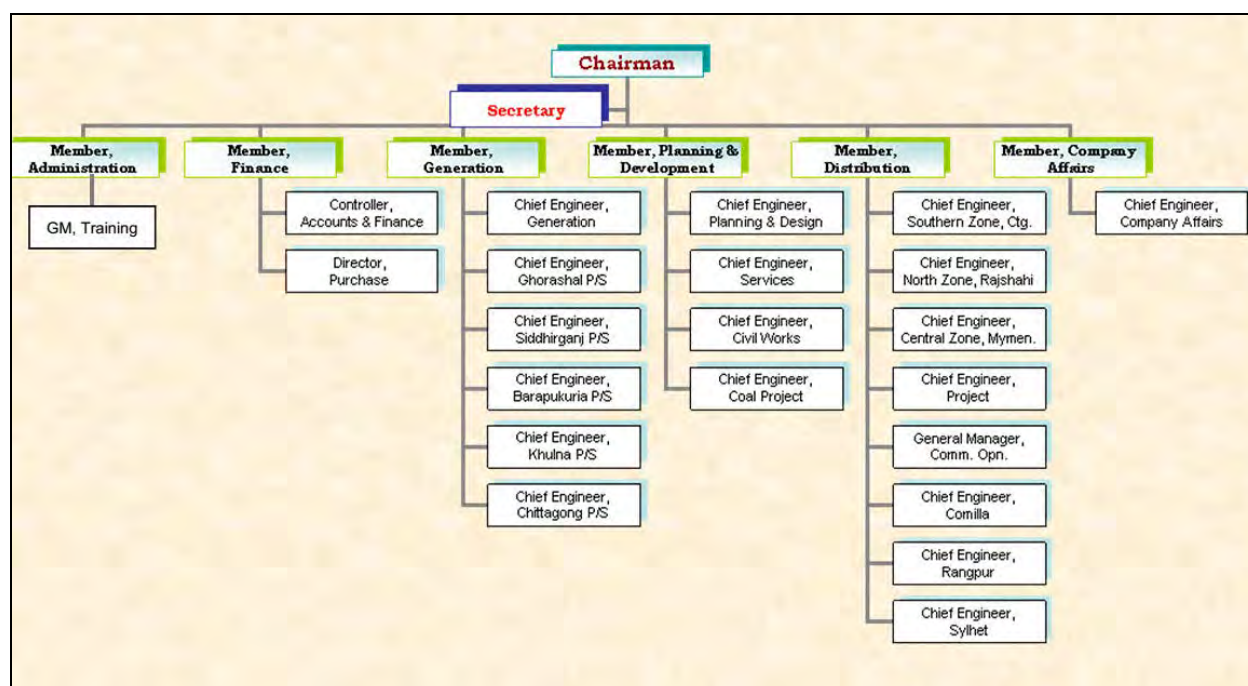 Chairman
Secretary
Member,
Administration
Member,
Finance
Member,
Generation
Member, Planning &
Development
Member,
Distribution
Member, Company
Affairs
GM, Training
Controller,
Accounts & Finance
Director,
Purchase
Chief Engineer,
Generation
Chief Engineer,
Ghorashal P/S
Chief Engineer,
Siddhirganj P/S
Chief Engineer,
Barapukuria P/S
Chief Engineer,
Khulna P/S
Chief Engineer,
Chittagong P/S
Chief Engineer,
Planning & Design
Chief Engineer,
Services
Chief Engineer,
Civil Works
Chief Engineer,
Coal Project
Chief Engineer,
Southern Zone, Ctg.
Chief Engineer,
North Zone, Rajshahi
Chief Engineer,
Central Zone, Mymen.
Chief Engineer,
Project
General Manager,
Comm. Opn.
Chief Engineer,
Comilla
Chief Engineer,
Rangpur
Chief Engineer,
Sylhet
Chief Engineer,
Company Affairs